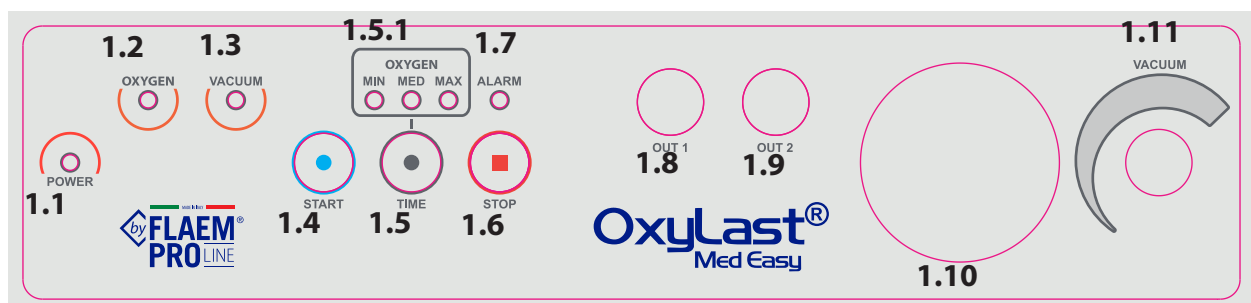 1.2
1.3
1.5.1
1.7
1.11
OXYGEN
VACUUM
OXYGEN
MIN MED MAX
ALARM
VACUUM
POWER
1.1
START
1.4
TIME
1.5
STOP
1.6
OUT 1
1.8
OUT 2
1.9
by FLAEM®
PRO LINE
OxyLast®
Med Easy
1.10